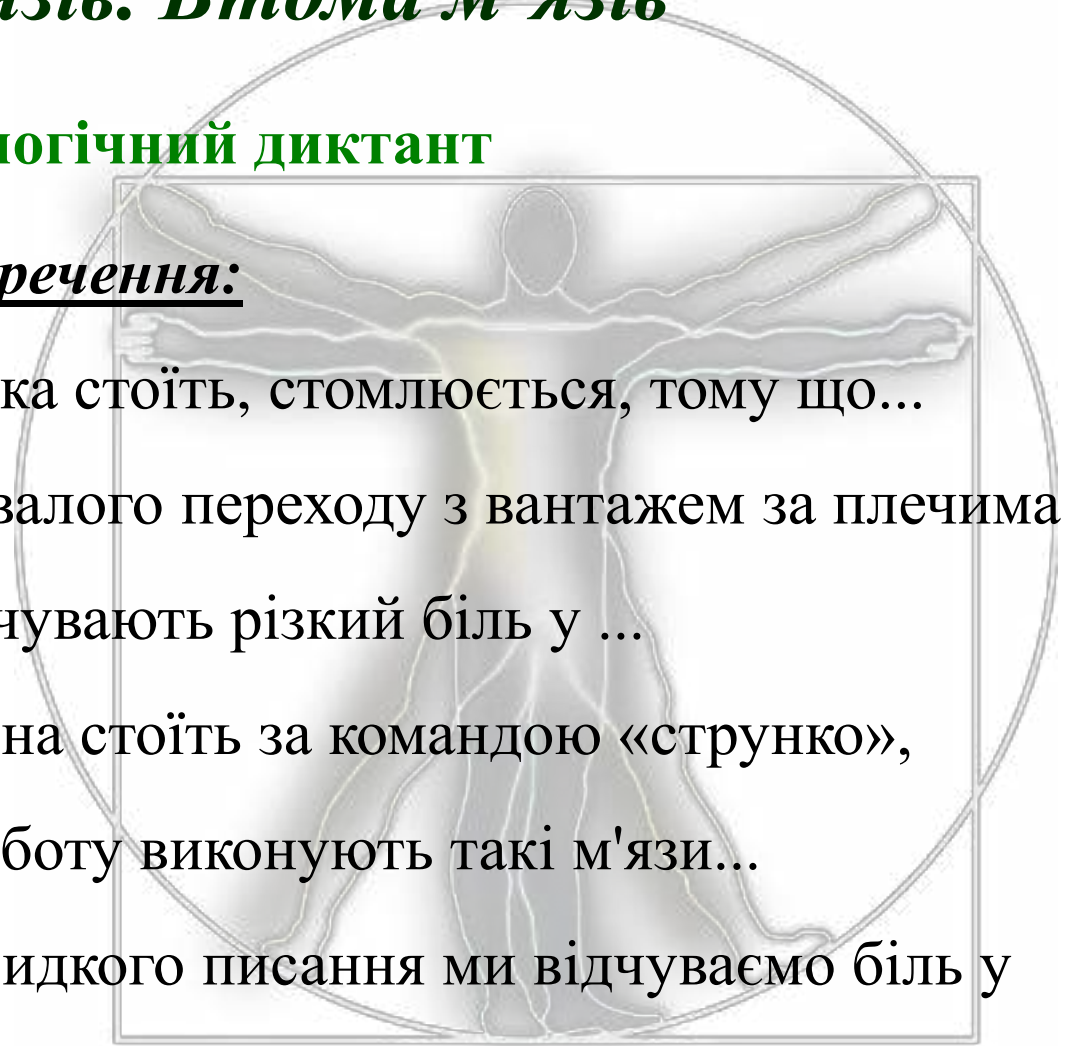 язів. Втома м'язів
логічний диктант
речення:
ка стоїть, стомлюється, тому що...
валого переходу з вантажем за плечима
чувають різкий біль у ...
на стоїть за командою «струнко»,
боту виконують такі м'язи...
идкого писання ми відчуваємо біль у